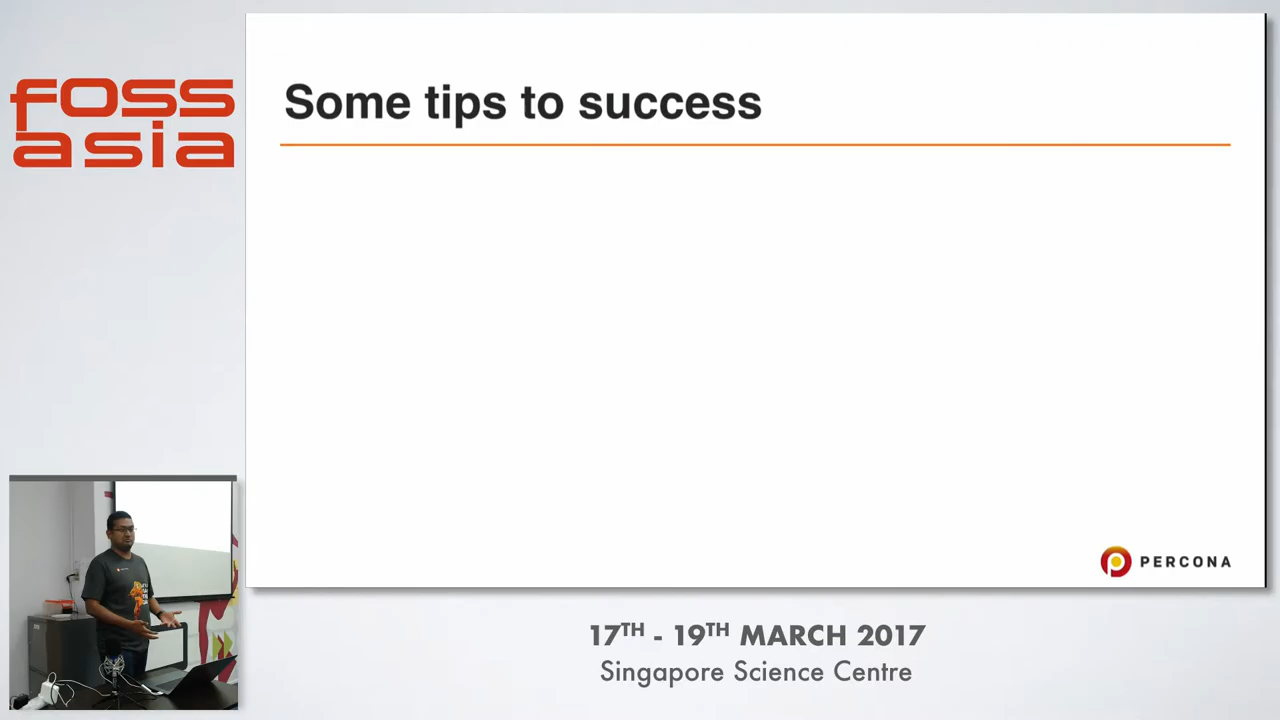 foss
asia
Some tips to success
PERCONA
17TH - 19TH MARCH 2017
Singapore Science Centre